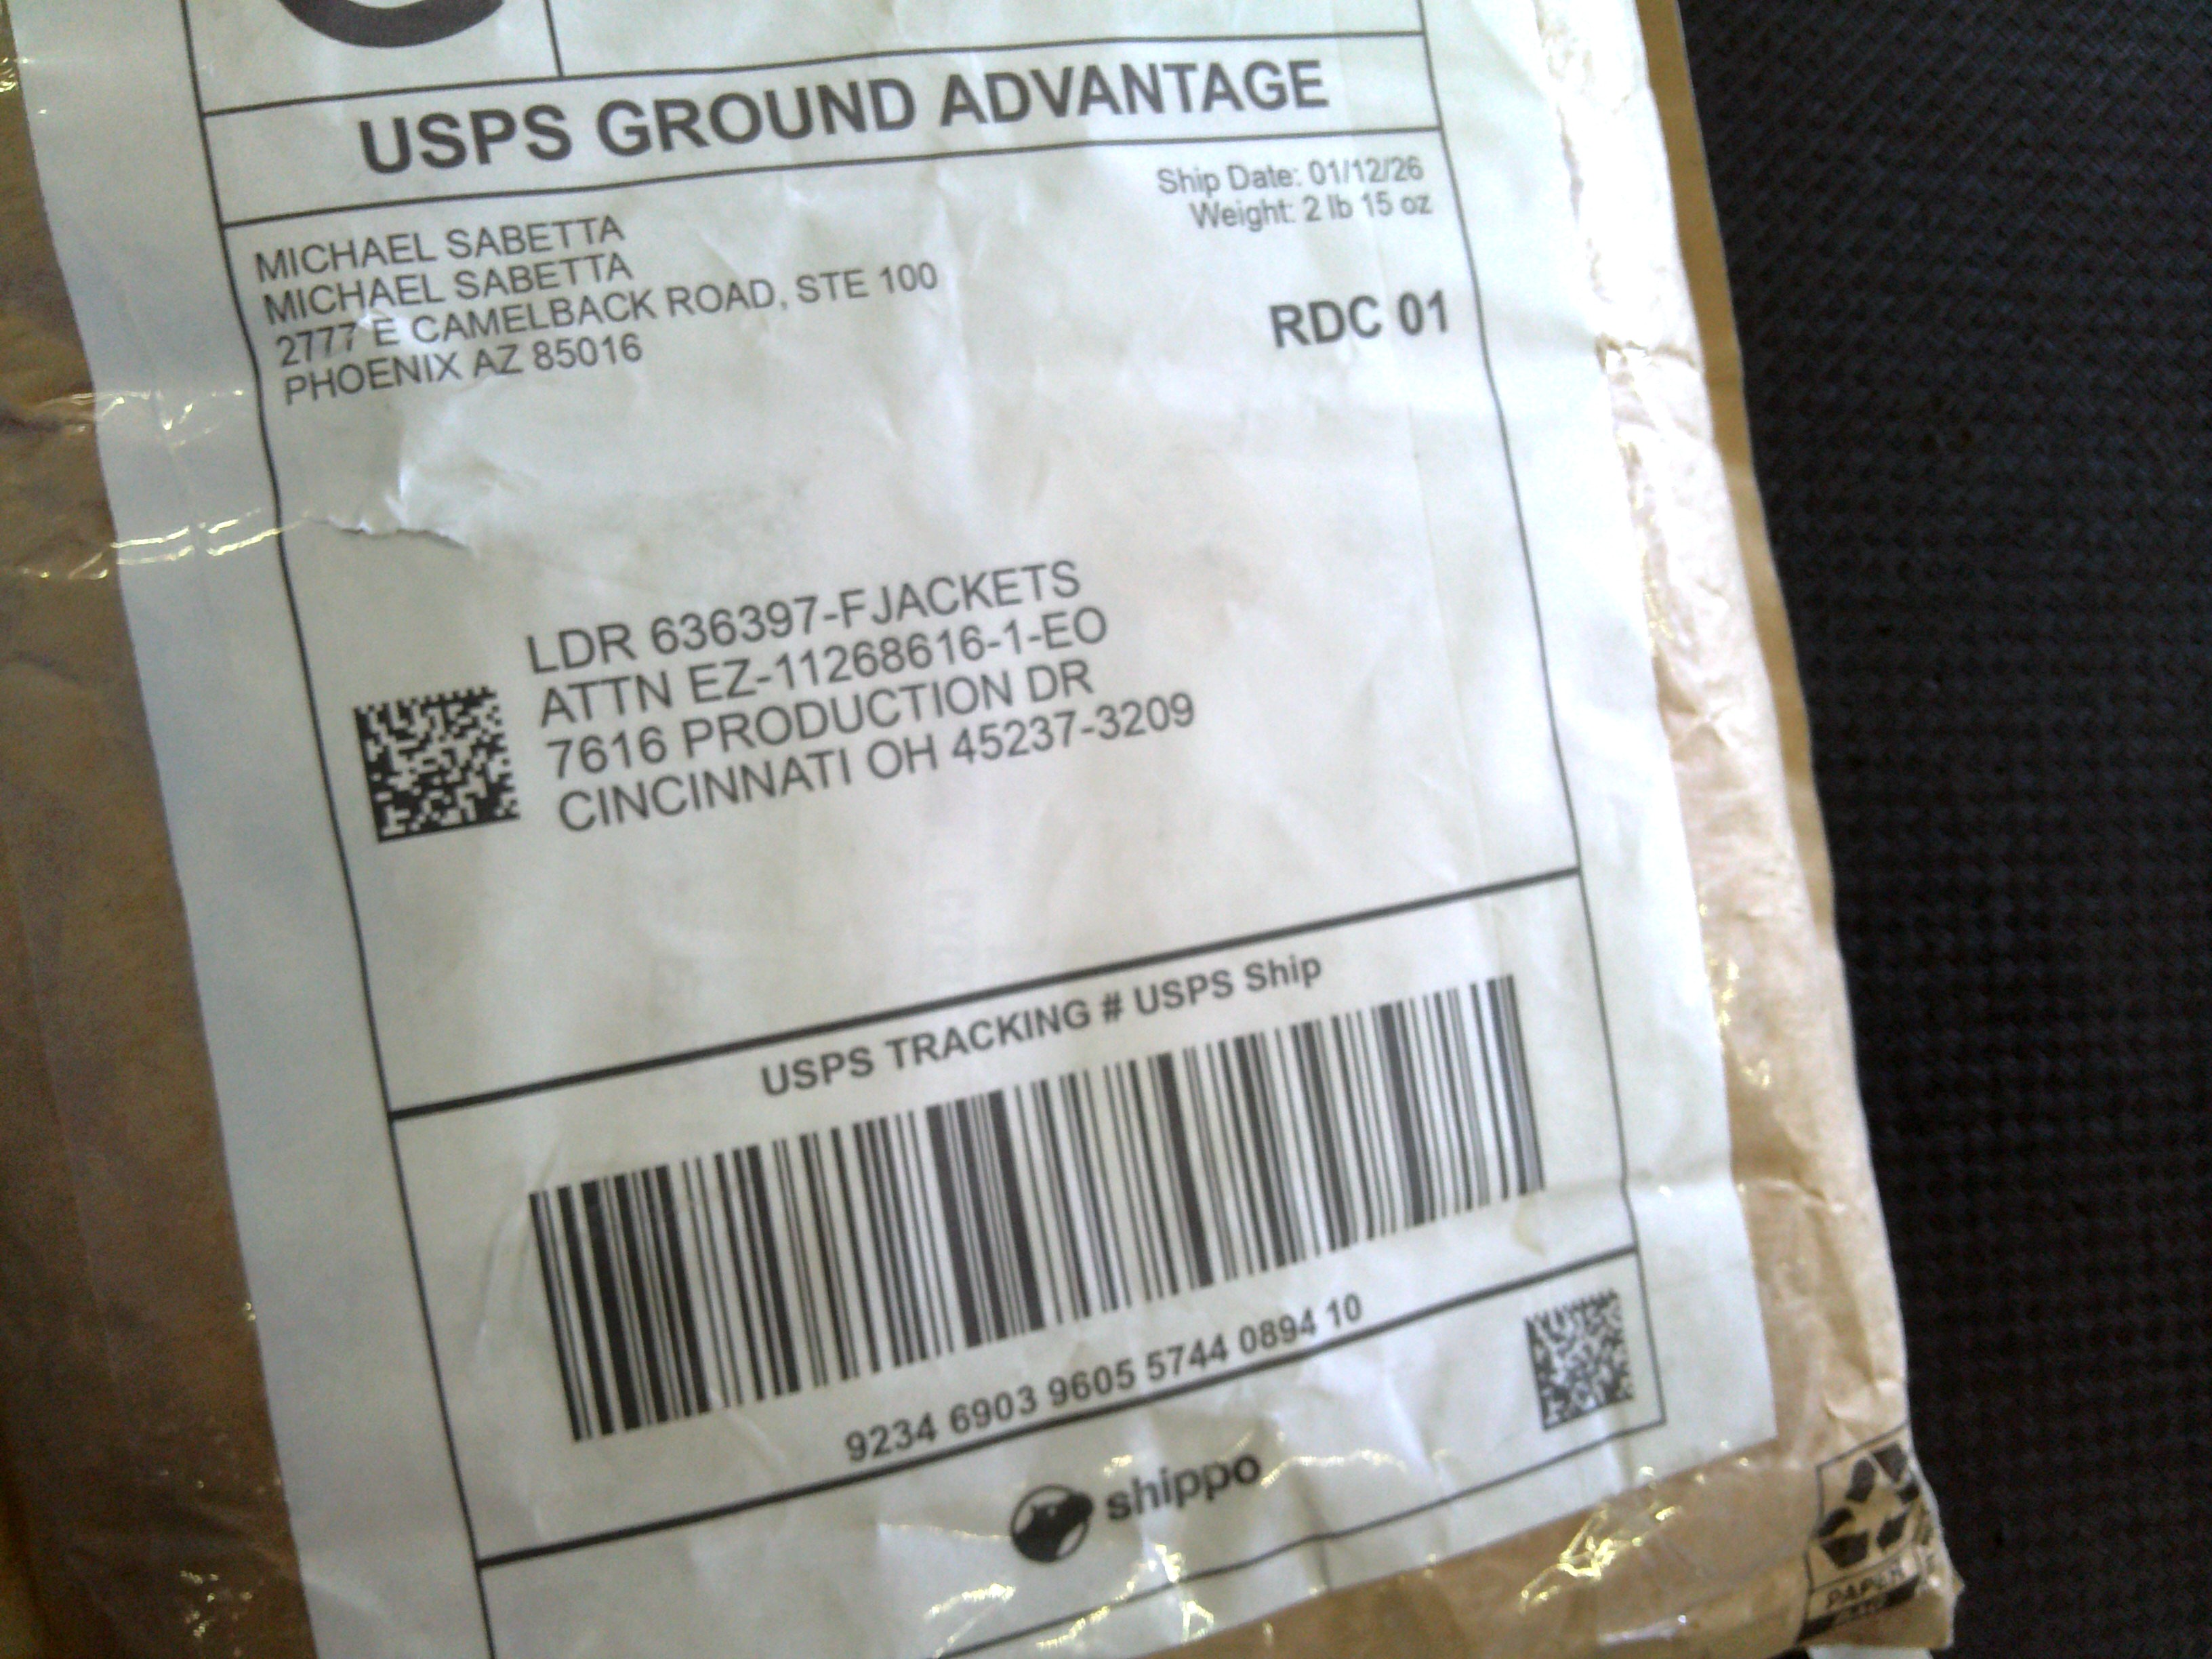 USPS GROUND ADVANTAGE
Ship Date: 01/12/26
Weight: 2 lb 15 oz
MICHAEL SABETTA
MICHAEL SABETTA
2777 E CAMELBACK ROAD, STE 100
PHOENIX AZ 85016
RDC 01
LDR 636397-FJACKETS
ATTN EZ-11268616-1-EO
7616 PRODUCTION DR
CINCINNATI OH 45237-3209
USPS TRACKING # USPS Ship
9234 6903 9605 5744 0894 10
shippo
PAPER